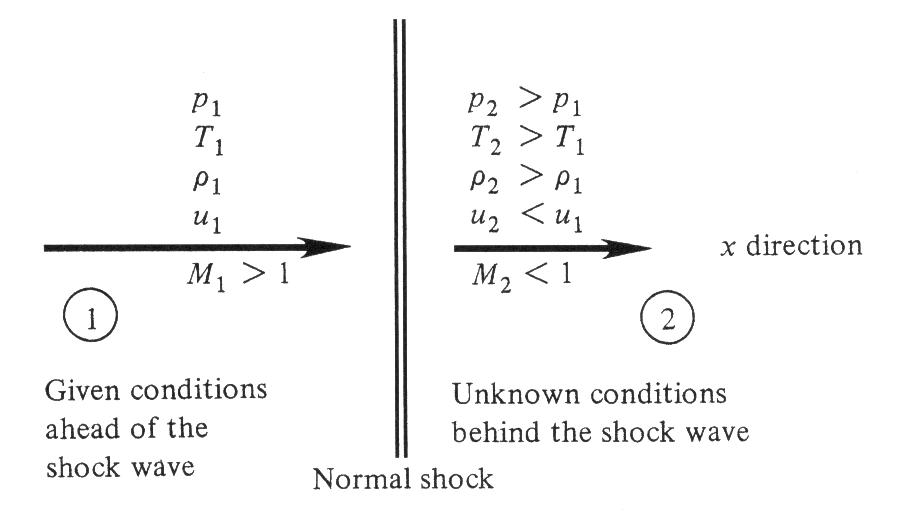 p₁
T₁
ρ₁
u₁
M₁ > 1
1
Given conditions
ahead of the
shock wave
p₂ > p₁
T₂ > T₁
ρ₂ > ρ₁
u₂ < u₁
M₂ < 1
x direction
2
Unknown conditions
behind the shock wave
Normal shock